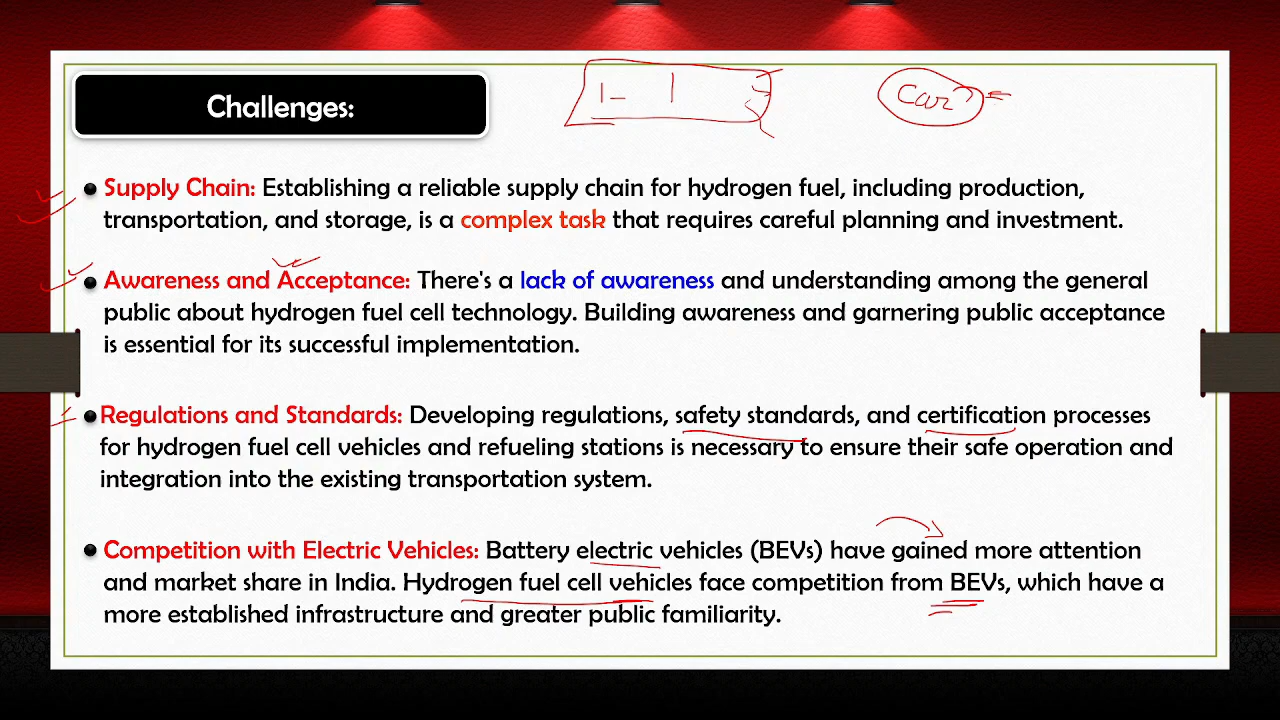 Challenges:
Car
• Supply Chain: Establishing a reliable supply chain for hydrogen fuel, including production,
transportation, and storage, is a complex task that requires careful planning and investment.
• Awareness and Acceptance: There's a lack of awareness and understanding among the general
public about hydrogen fuel cell technology. Building awareness and garnering public acceptance
is essential for its successful implementation.
• Regulations and Standards: Developing regulations, safety standards, and certification processes
for hydrogen fuel cell vehicles and refueling stations is necessary to ensure their safe operation and
integration into the existing transportation system.
• Competition with Electric Vehicles: Battery electric vehicles (BEVs) have gained more attention
and market share in India. Hydrogen fuel cell vehicles face competition from BEVs, which have a
more established infrastructure and greater public familiarity.